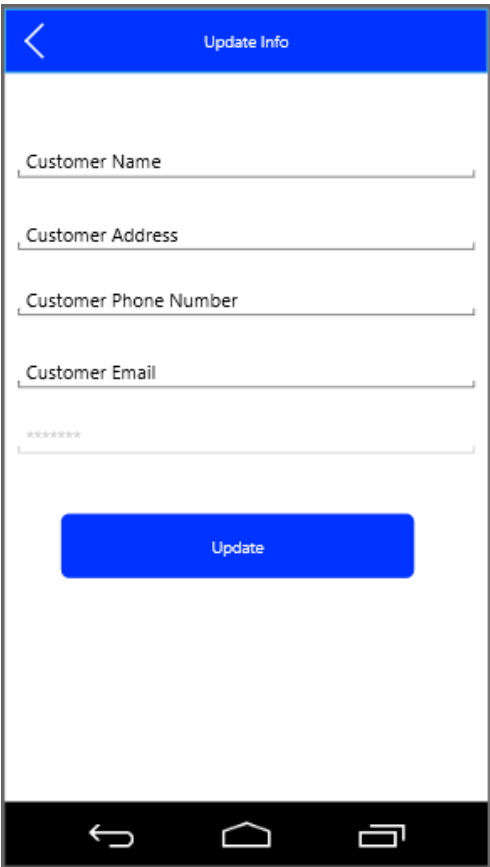 Update Info
Customer Name
Customer Address
Customer Phone Number
Customer Email
*******
Update